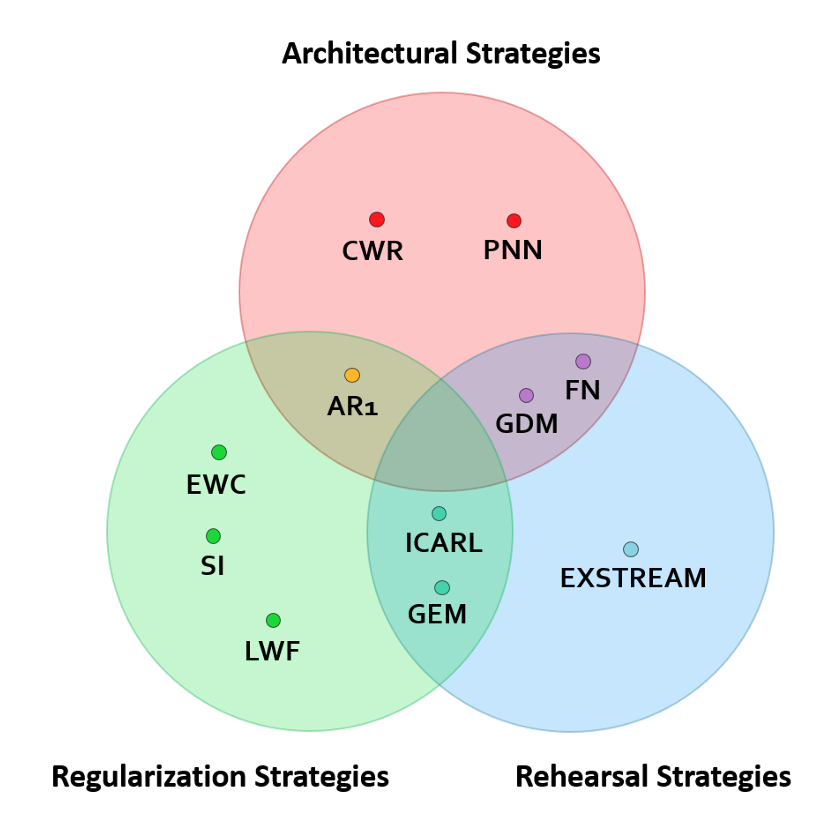 Architectural Strategies
CWR
PNN
AR1
FN
GDM
EWC
ICARL
SI
EXSTREAM
GEM
LWF
Regularization Strategies
Rehearsal Strategies